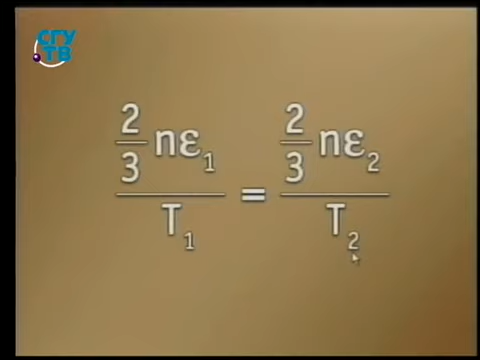 СГУ
ТВ
2/3 nε₁ / T₁ = 2/3 nε₂ / T₂